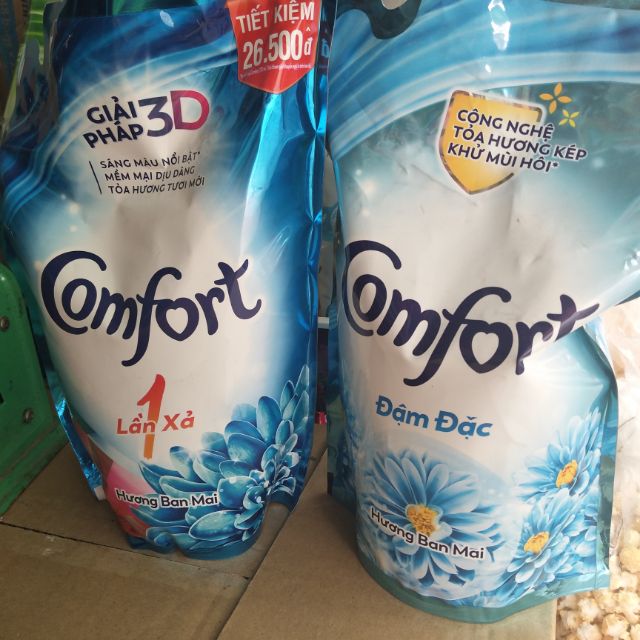 TIẾT KIỆM
26.500đ
GIẢI
PHÁP 3D
SÁNG MÀU NỔI BẬT*
MỀM MẠI DỊU DÀNG
TỎA HƯƠNG TƯƠI MỚI
Comfort
1
Lần Xả
Hương Ban Mai
CÔNG NGHỆ
TỎA HƯƠNG KÉP
KHỬ MÙI HÔI*
Comfort
Đậm Đặc
Hương Ban Mai